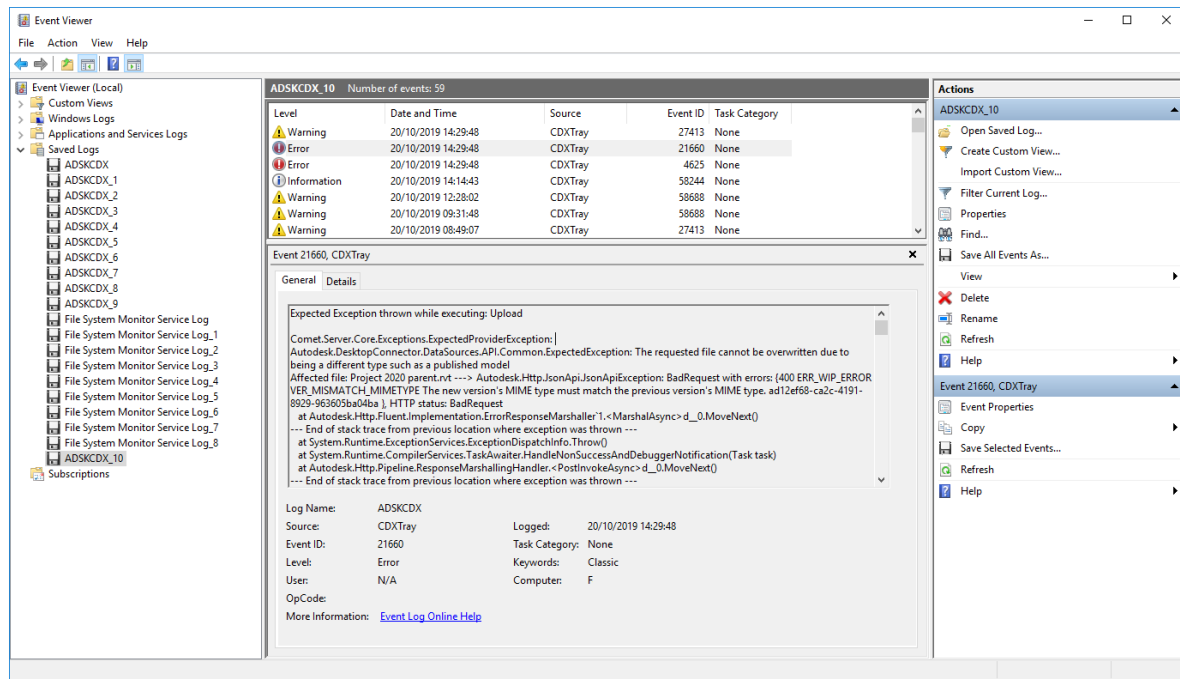 Event Viewer
File Action View Help
Event Viewer (Local)
Custom Views
Windows Logs
Applications and Services Logs
Saved Logs
ADSKCDX
ADSKCDX_1
ADSKCDX_2
ADSKCDX_3
ADSKCDX_4
ADSKCDX_5
ADSKCDX_6
ADSKCDX_7
ADSKCDX_8
ADSKCDX_9
File System Monitor Service Log
File System Monitor Service Log_1
File System Monitor Service Log_2
File System Monitor Service Log_3
File System Monitor Service Log_4
File System Monitor Service Log_5
File System Monitor Service Log_6
File System Monitor Service Log_7
File System Monitor Service Log_8
ADSKCDX_10
Subscriptions
ADSKCDX_10 Number of events: 59
Level Date and Time Source Event ID Task Category
Warning 20/10/2019 14:29:48 CDXTray 27413 None
Error 20/10/2019 14:29:48 CDXTray 21660 None
Error 20/10/2019 14:29:48 CDXTray 4625 None
Information 20/10/2019 14:14:43 CDXTray 58244 None
Warning 20/10/2019 12:28:02 CDXTray 58688 None
Warning 20/10/2019 09:31:48 CDXTray 58688 None
Warning 20/10/2019 08:49:07 CDXTray 27413 None
Event 21660, CDXTray
General Details
Expected Exception thrown while executing: Upload
Comet.Server.Core.Exceptions.ExpectedProviderException:
Autodesk.DesktopConnector.DataSources.API.Common.ExpectedException: The requested file cannot be overwritten due to
being a different type such as a published model
Affected file: Project 2020 parent.rvt ---> Autodesk.Http.JsonApi.JsonApiException: BadRequest with errors: {400 ERR_WIP_ERROR
VER_MISMATCH_MIMETYPE The new version's MIME type must match the previous version's MIME type. ad12ef68-ca2c-4191-
8929-963605ba04ba }, HTTP status: BadRequest
at Autodesk.Http.Fluent.Implementation.ErrorResponseMarshaller`1.<MarshalAsync>d__0.MoveNext()
--- End of stack trace from previous location where exception was thrown ---
at System.Runtime.ExceptionServices.ExceptionDispatchInfo.Throw()
at System.Runtime.CompilerServices.TaskAwaiter.HandleNonSuccessAndDebuggerNotification(Task task)
at Autodesk.Http.Pipeline.ResponseMarshallingHandler.<PostInvokeAsync>d__0.MoveNext()
--- End of stack trace from previous location where exception was thrown ---
Log Name: ADSKCDX
Source: CDXTray Logged: 20/10/2019 14:29:48
Event ID: 21660 Task Category: None
Level: Error Keywords: Classic
User: N/A Computer: F
OpCode:
More Information: Event Log Online Help
Actions
ADSKCDX_10
Open Saved Log...
Create Custom View...
Import Custom View...
Filter Current Log...
Properties
Find...
Save All Events As...
View
Delete
Rename
Refresh
Help
Event 21660, CDXTray
Event Properties
Copy
Save Selected Events...
Refresh
Help